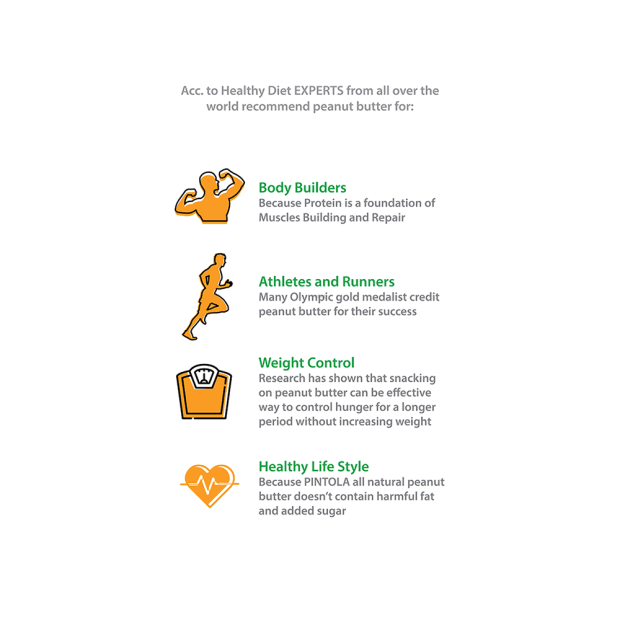 Acc. to Healthy Diet EXPERTS from all over the
world recommend peanut butter for:
Body Builders
Because Protein is a foundation of
Muscles Building and Repair
Athletes and Runners
Many Olympic gold medalist credit
peanut butter for their success
Weight Control
Research has shown that snacking
on peanut butter can be effective
way to control hunger for a longer
period without increasing weight
Healthy Life Style
Because PINTOLA all natural peanut
butter doesn't contain harmful fat
and added sugar